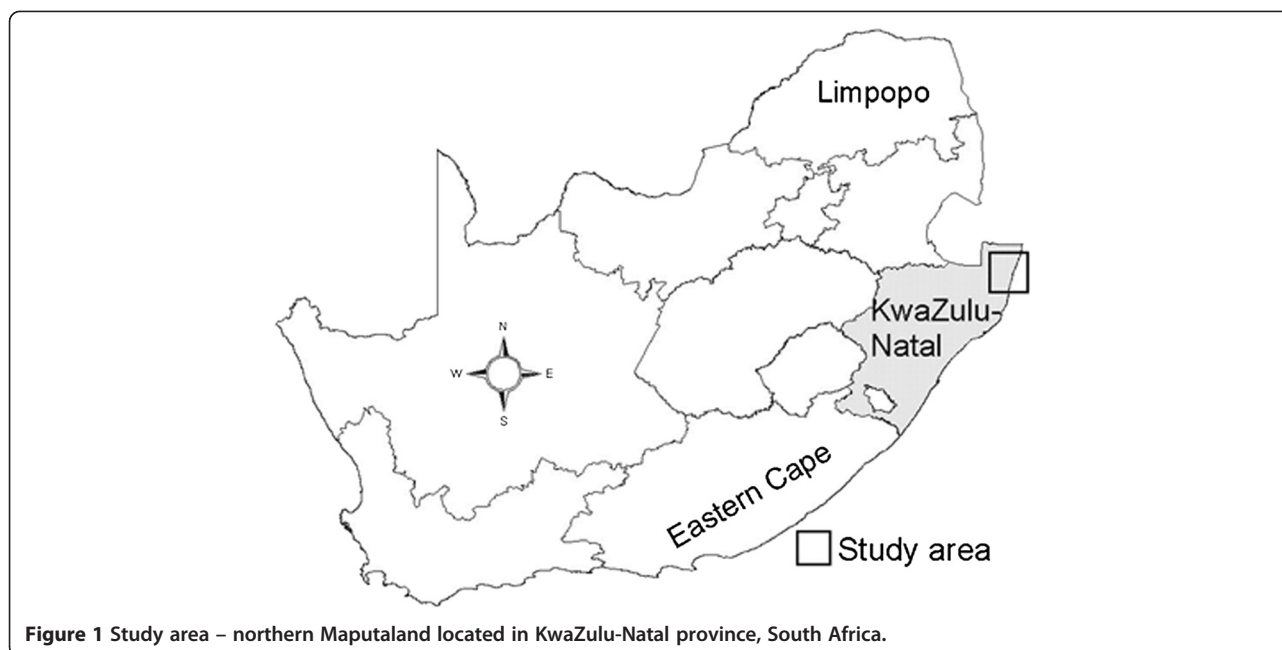 Limpopo
KwaZulu-
Natal
N
W E
S
Eastern Cape
Study area
Figure 1 Study area – northern Maputaland located in KwaZulu-Natal province, South Africa.